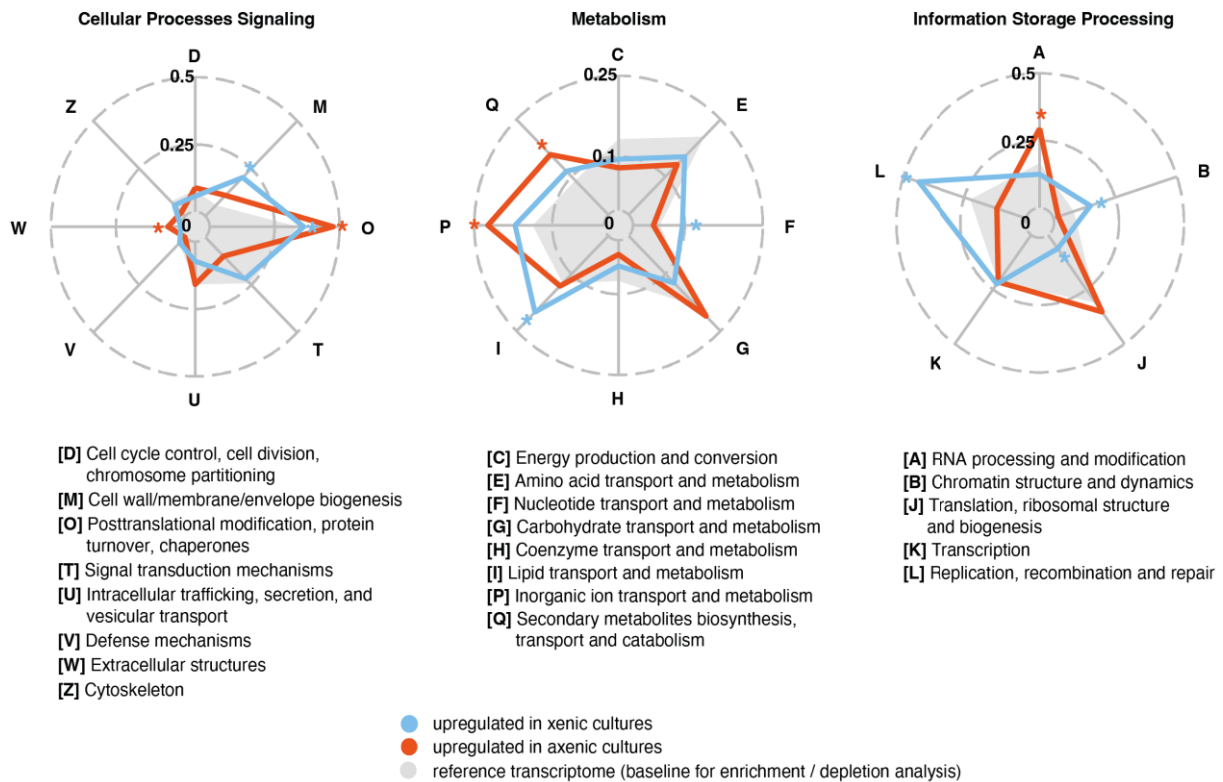 Cellular Processes Signaling
D
0.5
Z
M
0.25
W
0
O
*
*
*
*
V
T
U
Metabolism
C
0.25
Q
E
*
0.1
P
*
0
*
F
I
*
G
H
Information Storage Processing
A
0.5
*
0.25
L
*
B
*
0
*
K
J
[D] Cell cycle control, cell division,
chromosome partitioning
[M] Cell wall/membrane/envelope biogenesis
[O] Posttranslational modification, protein
turnover, chaperones
[T] Signal transduction mechanisms
[U] Intracellular trafficking, secretion, and
vesicular transport
[V] Defense mechanisms
[W] Extracellular structures
[Z] Cytoskeleton
[C] Energy production and conversion
[E] Amino acid transport and metabolism
[F] Nucleotide transport and metabolism
[G] Carbohydrate transport and metabolism
[H] Coenzyme transport and metabolism
[I] Lipid transport and metabolism
[P] Inorganic ion transport and metabolism
[Q] Secondary metabolites biosynthesis,
transport and catabolism
[A] RNA processing and modification
[B] Chromatin structure and dynamics
[J] Translation, ribosomal structure
and biogenesis
[K] Transcription
[L] Replication, recombination and repair
upregulated in xenic cultures
upregulated in axenic cultures
reference transcriptome (baseline for enrichment / depletion analysis)